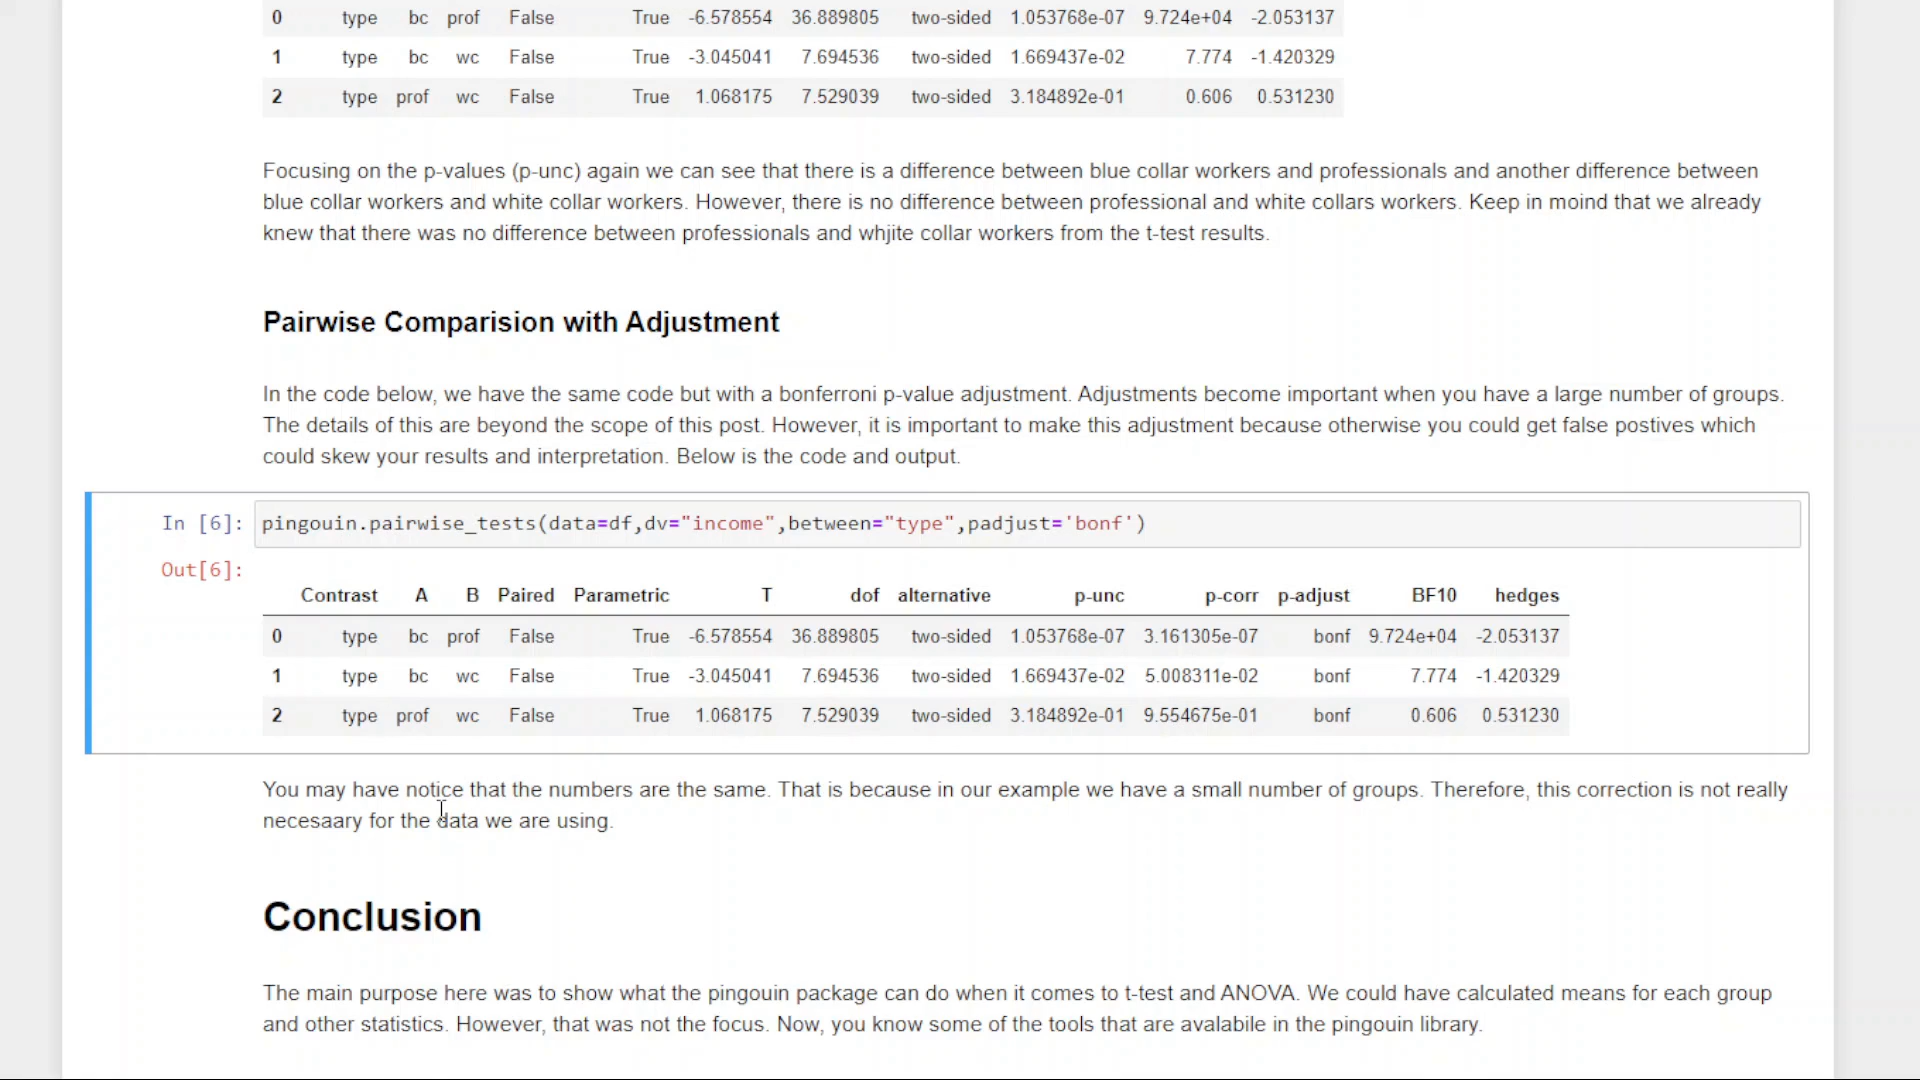 0 type bc prof False True -6.578554 36.889805 two-sided 1.053768e-07 9.724e+04 -2.053137
1 type bc wc False True -3.045041 7.694536 two-sided 1.669437e-02 7.774 -1.420329
2 type prof wc False True 1.068175 7.529039 two-sided 3.184892e-01 0.606 0.531230
Focusing on the p-values (p-unc) again we can see that there is a difference between blue collar workers and professionals and another difference between
blue collar workers and white collar workers. However, there is no difference between professional and white collars workers. Keep in moind that we already
knew that there was no difference between professionals and whjite collar workers from the t-test results.
Pairwise Comparision with Adjustment
In the code below, we have the same code but with a bonferroni p-value adjustment. Adjustments become important when you have a large number of groups.
The details of this are beyond the scope of this post. However, it is important to make this adjustment because otherwise you could get false postives which
could skew your results and interpretation. Below is the code and output.
In [6]: pingouin.pairwise_tests(data=df,dv="income",between="type",padjust='bonf')
Out[6]:
Contrast A B Paired Parametric T dof alternative p-unc p-corr p-adjust BF10 hedges
0 type bc prof False True -6.578554 36.889805 two-sided 1.053768e-07 3.161305e-07 bonf 9.724e+04 -2.053137
1 type bc wc False True -3.045041 7.694536 two-sided 1.669437e-02 5.008311e-02 bonf 7.774 -1.420329
2 type prof wc False True 1.068175 7.529039 two-sided 3.184892e-01 9.554675e-01 bonf 0.606 0.531230
You may have notice that the numbers are the same. That is because in our example we have a small number of groups. Therefore, this correction is not really
necesaary for the data we are using.
Conclusion
The main purpose here was to show what the pingouin package can do when it comes to t-test and ANOVA. We could have calculated means for each group
and other statistics. However, that was not the focus. Now, you know some of the tools that are avalabile in the pingouin library.